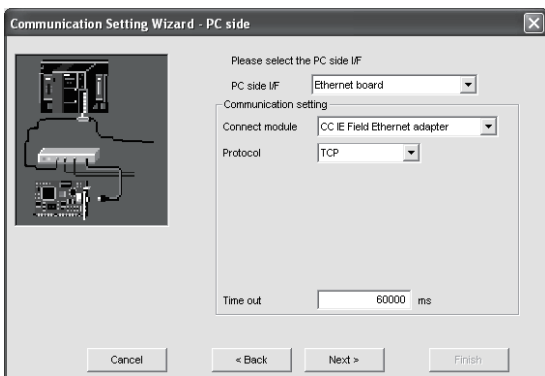 Communication Setting Wizard - PC side
Please select the PC side I/F
PC side I/F Ethernet board
Communication setting
Connect module CC IE Field Ethernet adapter
Protocol TCP
Time out 60000 ms
Cancel < Back Next > Finish